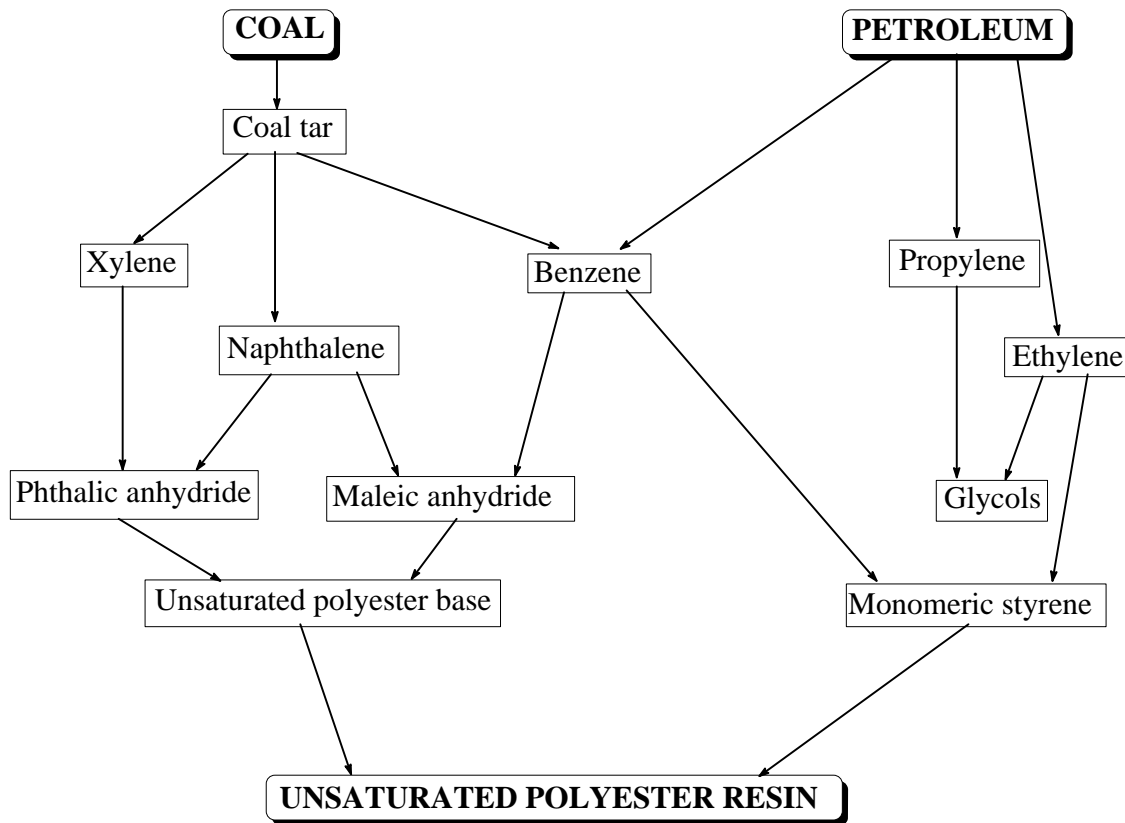 COAL
PETROLEUM
Coal tar
Xylene
Benzene
Propylene
Naphthalene
Ethylene
Phthalic anhydride
Maleic anhydride
Glycols
Unsaturated polyester base
Monomeric styrene
UNSATURATED POLYESTER RESIN